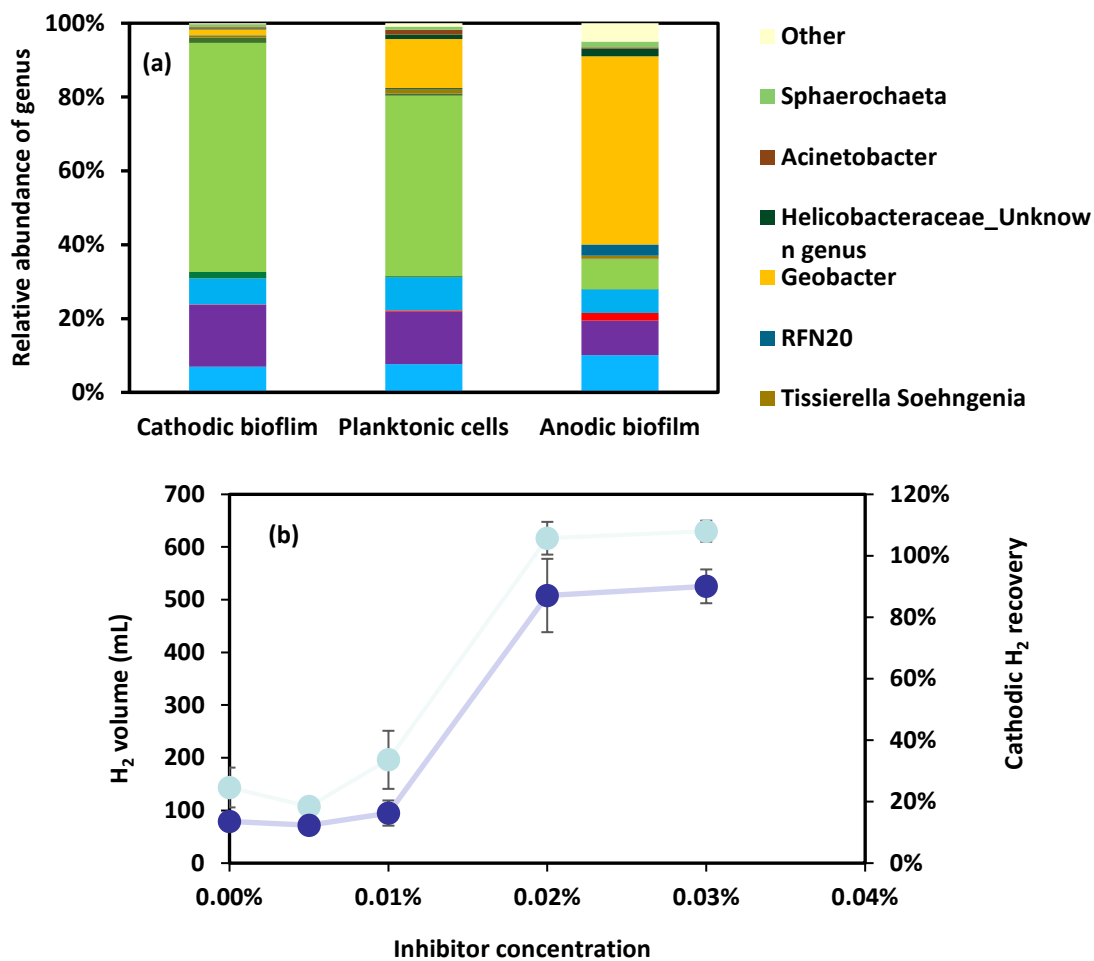 100%
80%
60%
40%
20%
0%
Relative abundance of genus
(a)
Cathodic bioflim
Planktonic cells
Anodic biofilm
Other
Sphaerochaeta
Acinetobacter
Helicobacteraceae_Unknow
n genus
Geobacter
RFN20
Tissierella Soehngenia
700
600
500
400
300
200
100
0
H₂ volume (mL)
(b)
120%
100%
80%
60%
40%
20%
0%
Cathodic H₂ recovery
0.00%
0.01%
0.02%
0.03%
0.04%
Inhibitor concentration